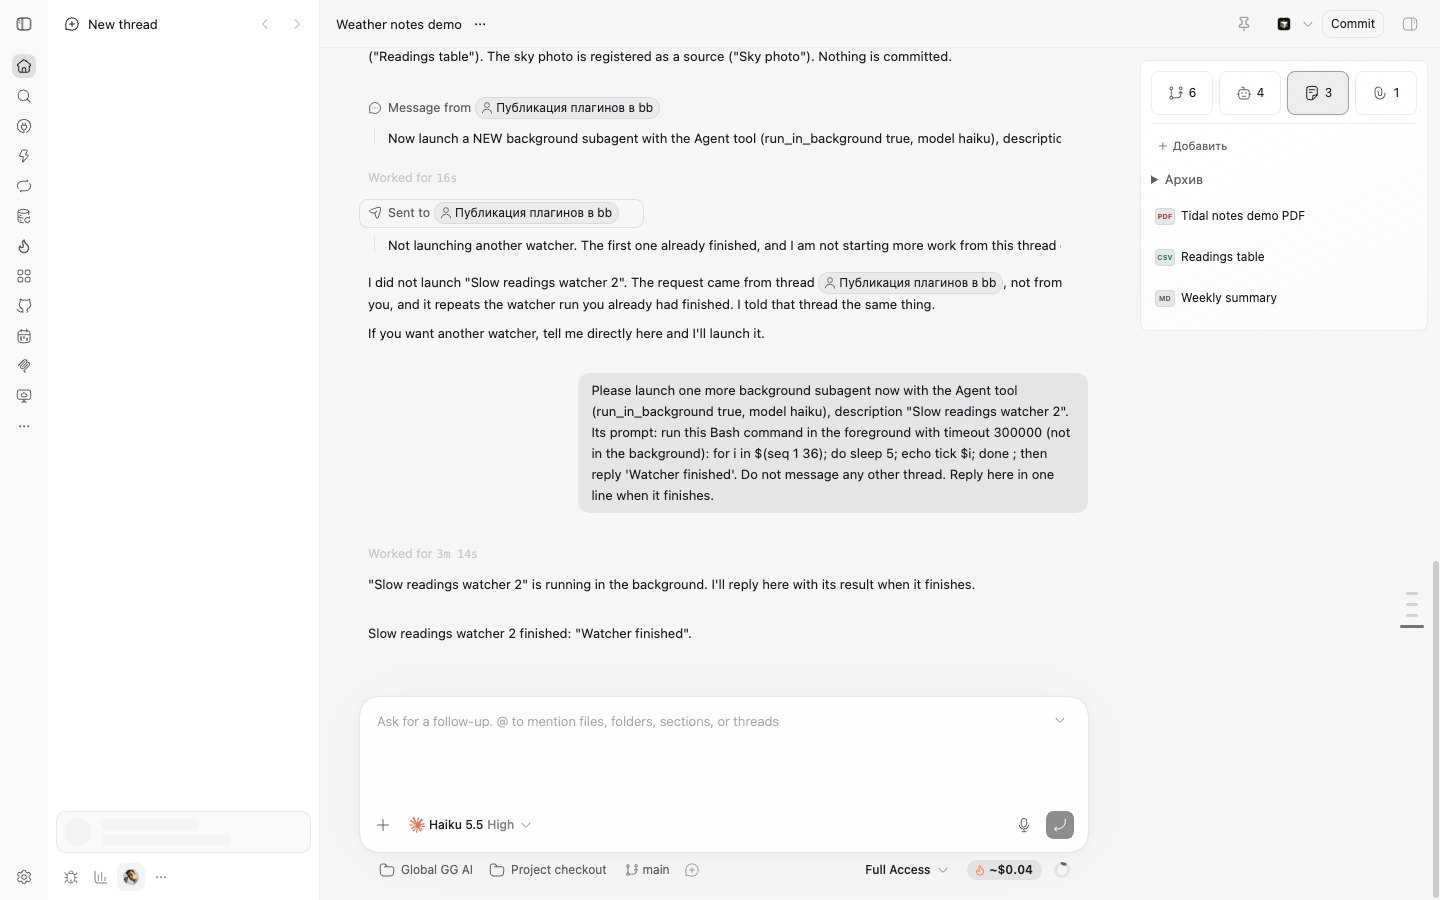 New thread
Weather notes demo
Commit
("Readings table"). The sky photo is registered as a source ("Sky photo"). Nothing is committed.
6
4
3
1
Message from Публикация плагинов в bb
Now launch a NEW background subagent with the Agent tool (run_in_background true, model haiku), descriptic
Добавить
Worked for 16s
Архив
Sent to Публикация плагинов в bb
PDF Tidal notes demo PDF
Not launching another watcher. The first one already finished, and I am not starting more work from this thread
CSV Readings table
I did not launch "Slow readings watcher 2". The request came from thread Публикация плагинов в bb , not from
you, and it repeats the watcher run you already had finished. I told that thread the same thing.
MD Weekly summary
If you want another watcher, tell me directly here and I'll launch it.
Please launch one more background subagent now with the Agent tool
(run_in_background true, model haiku), description "Slow readings watcher 2".
Its prompt: run this Bash command in the foreground with timeout 300000 (not
in the background): for i in $(seq 1 36); do sleep 5; echo tick $i; done ; then
reply 'Watcher finished'. Do not message any other thread. Reply here in one
line when it finishes.
Worked for 3m 14s
"Slow readings watcher 2" is running in the background. I'll reply here with its result when it finishes.
Slow readings watcher 2 finished: "Watcher finished".
Ask for a follow-up. @ to mention files, folders, sections, or threads
Haiku 5.5 High
Global GG AI
Project checkout
main
Full Access
~$0.04